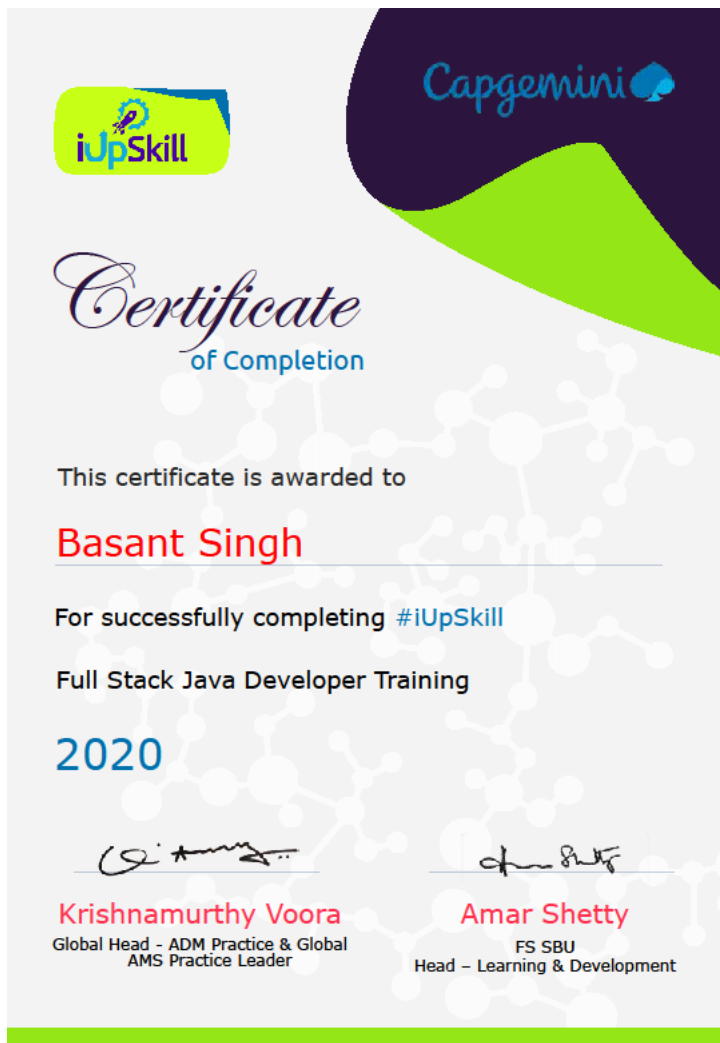 Capgemini
iUpSkill
Certificate
of Completion
This certificate is awarded to
Basant Singh
For successfully completing #iUpSkill
Full Stack Java Developer Training
2020
Krishnamurthy Voora
Global Head - ADM Practice & Global
AMS Practice Leader
Amar Shetty
FS SBU
Head – Learning & Development